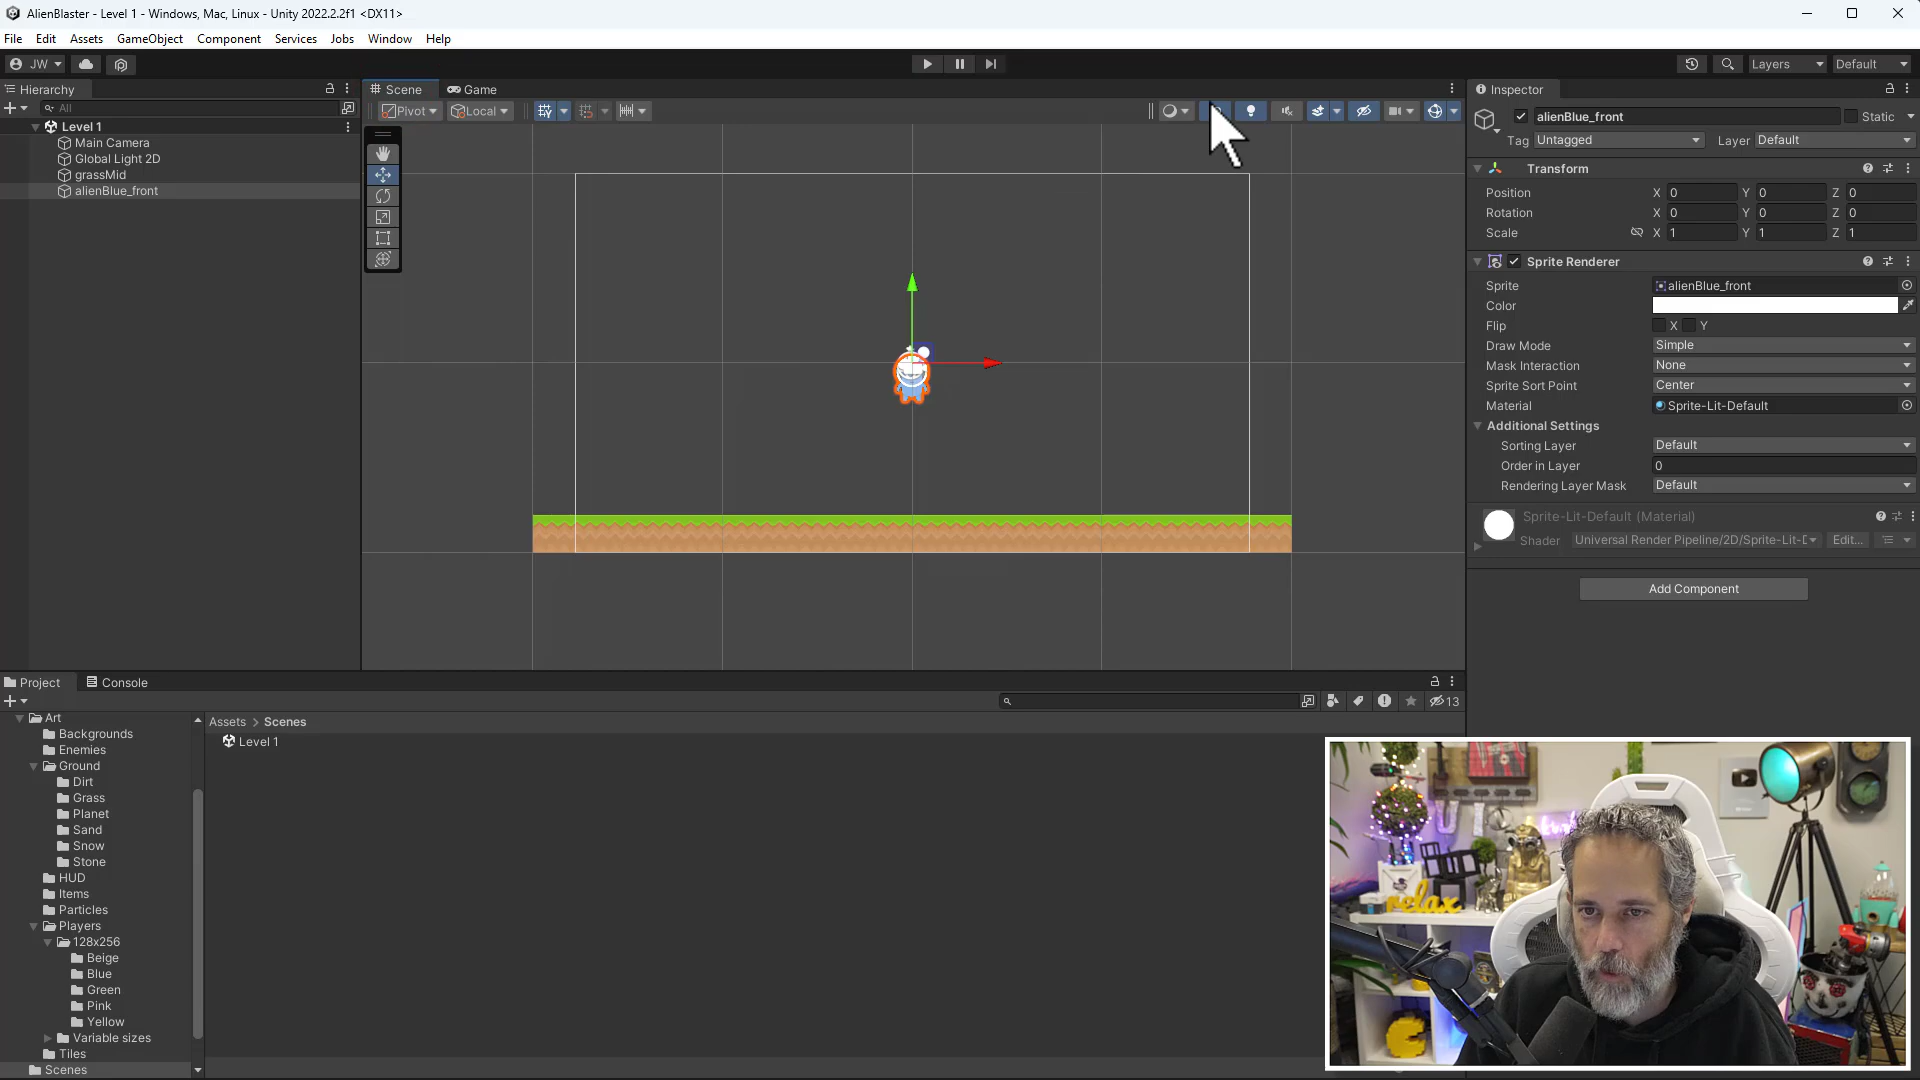 AlienBlaster - Level 1 - Windows, Mac, Linux - Unity 2022.2.2f1 <DX11>
File Edit Assets GameObject Component Services Jobs Window Help
JW
Layers Default
Hierarchy
All
Level 1
Main Camera
Global Light 2D
grassMid
alienBlue_front
Scene Game
Pivot Local
Inspector
alienBlue_front Static
Tag Untagged Layer Default
Transform
Position X 0 Y 0 Z 0
Rotation X 0 Y 0 Z 0
Scale X 1 Y 1 Z 1
Sprite Renderer
Sprite alienBlue_front
Color
Flip X Y
Draw Mode Simple
Mask Interaction None
Sprite Sort Point Center
Material Sprite-Lit-Default
Additional Settings
Sorting Layer Default
Order in Layer 0
Rendering Layer Mask Default
Sprite-Lit-Default (Material)
Shader Universal Render Pipeline/2D/Sprite-Lit-D Edit...
Add Component
Project Console
13
Art
Backgrounds
Enemies
Ground
Dirt
Grass
Planet
Sand
Snow
Stone
HUD
Items
Particles
Players
128x256
Beige
Blue
Green
Pink
Yellow
Variable sizes
Tiles
Scenes
Assets > Scenes
Level 1
relax